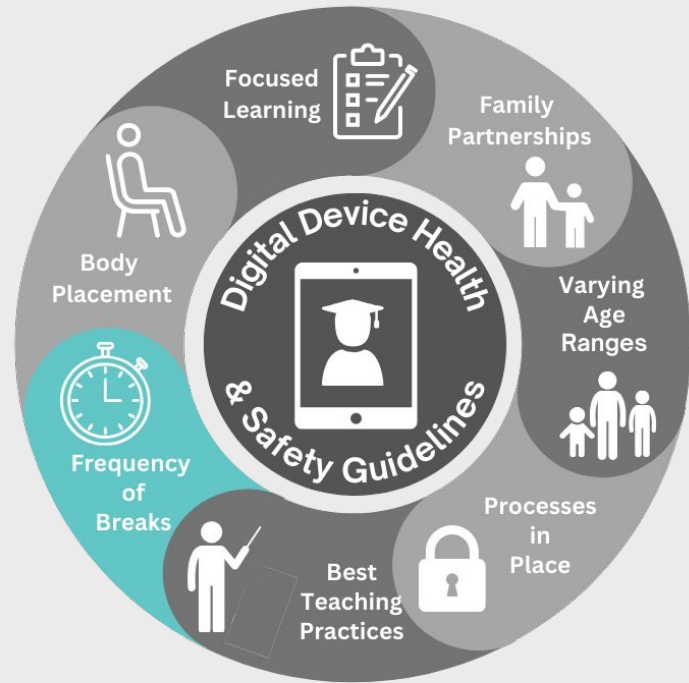 Digital Device Health
& Safety Guidelines
Focused
Learning
Family
Partnerships
Varying
Age
Ranges
Processes
in
Place
Best
Teaching
Practices
Frequency
of
Breaks
Body
Placement